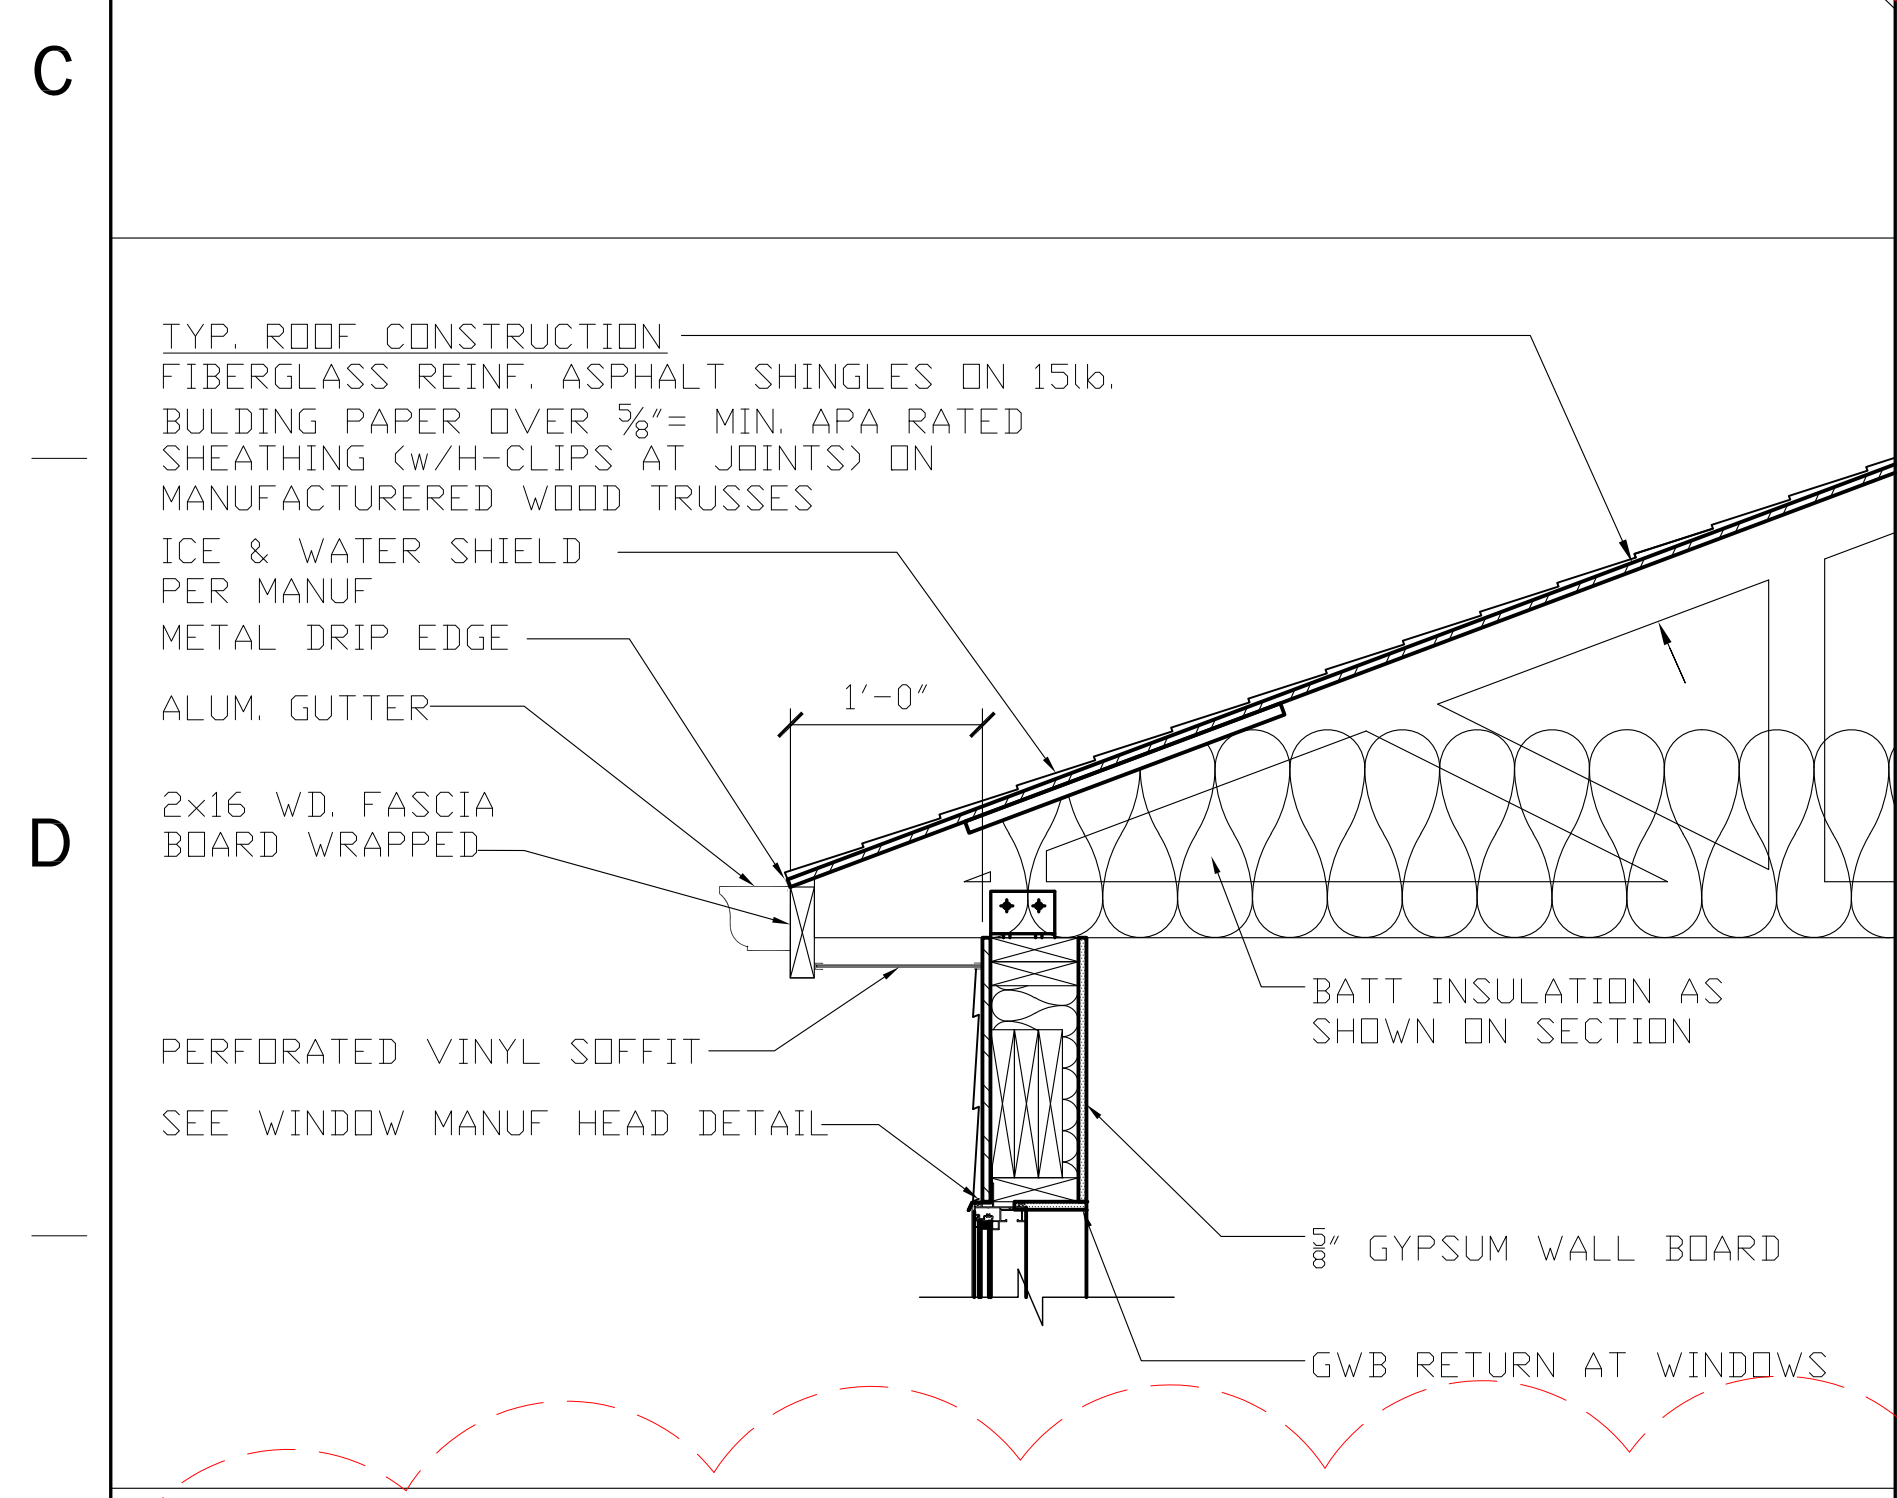 C
TYP. ROOF CONSTRUCTION
FIBERGLASS REINF. ASPHALT SHINGLES ON 15lb.
BULDING PAPER OVER 5/8"= MIN. APA RATED
SHEATHING (w/H-CLIPS AT JOINTS) ON
MANUFACTURERED WOOD TRUSSES
ICE & WATER SHIELD
PER MANUF
METAL DRIP EDGE
1'-0"
ALUM. GUTTER
2x16 WD. FASCIA
BOARD WRAPPED
D
BATT INSULATION AS
SHOWN ON SECTION
PERFORATED VINYL SOFFIT
SEE WINDOW MANUF HEAD DETAIL
5/8" GYPSUM WALL BOARD
GWB RETURN AT WINDOWS